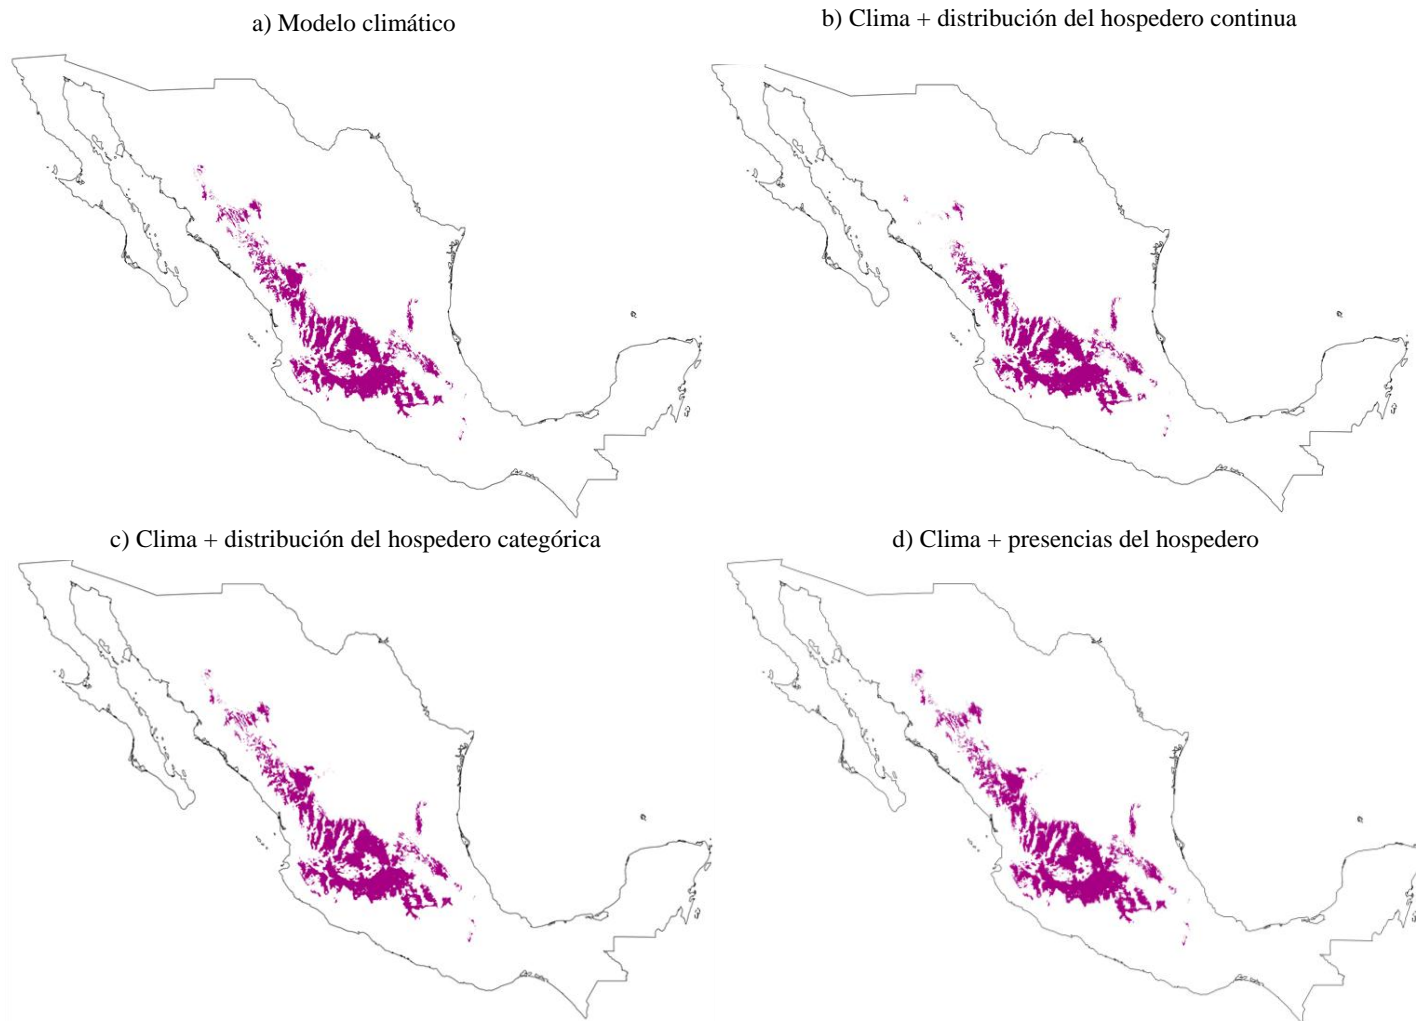 a) Modelo climático
b) Clima + distribución del hospedero continua
c) Clima + distribución del hospedero categórica
d) Clima + presencias del hospedero